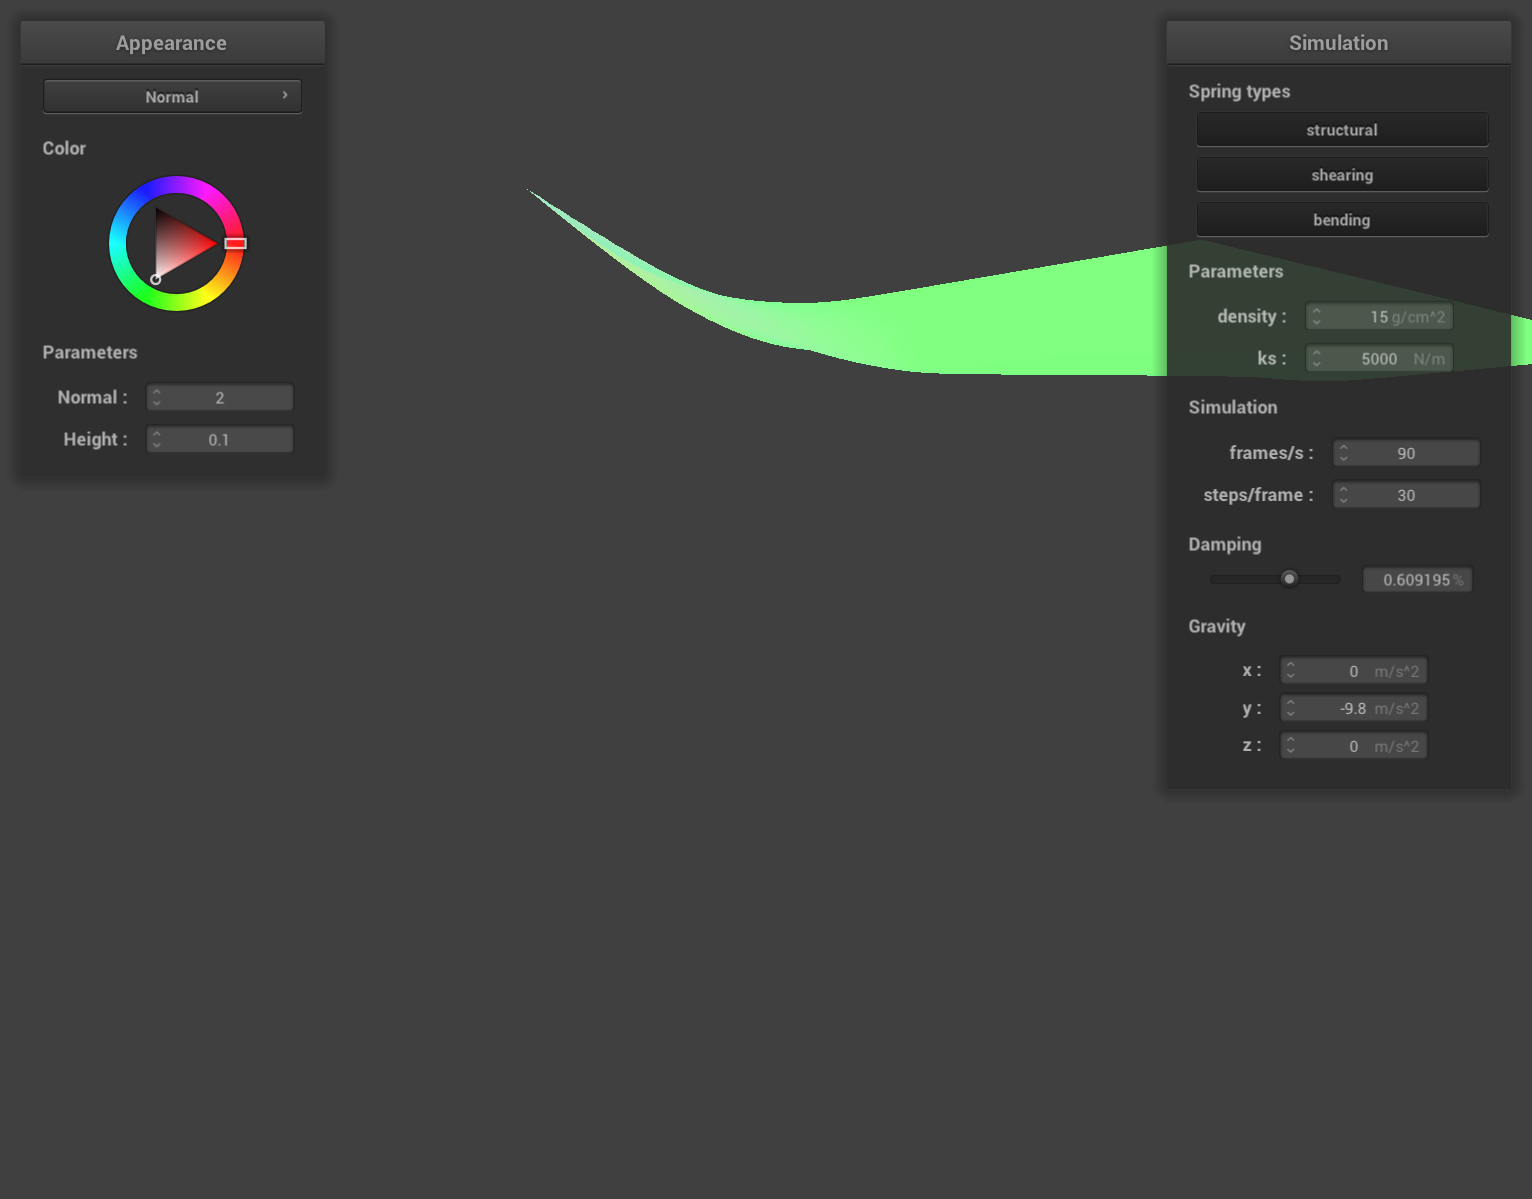 Appearance
Normal
Color
Parameters
Normal : 2
Height : 0.1
Simulation
Spring types
structural
shearing
bending
Parameters
density : 15 g/cm^2
ks : 5000 N/m
Simulation
frames/s : 90
steps/frame : 30
Damping
0.609195 %
Gravity
x : 0 m/s^2
y : -9.8 m/s^2
z : 0 m/s^2